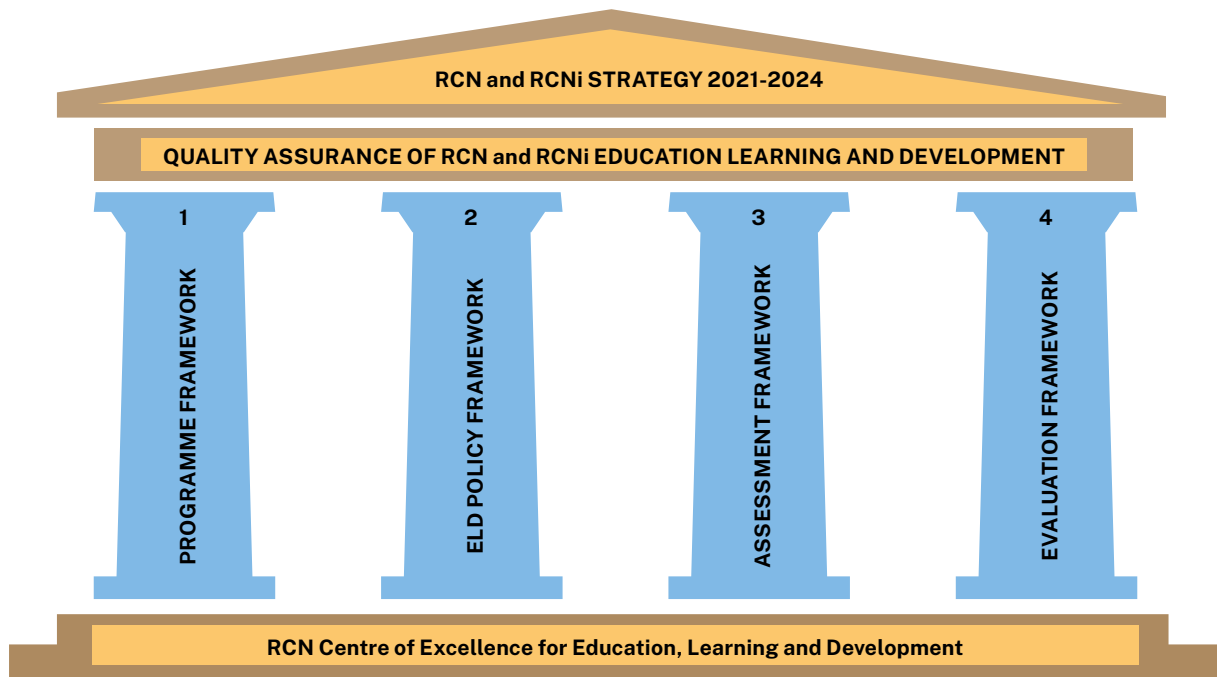 RCN and RCNi STRATEGY 2021-2024
QUALITY ASSURANCE OF RCN and RCNi EDUCATION LEARNING AND DEVELOPMENT
1
PROGRAMME FRAMEWORK
2
ELD POLICY FRAMEWORK
3
ASSESSMENT FRAMEWORK
4
EVALUATION FRAMEWORK
RCN Centre of Excellence for Education, Learning and Development